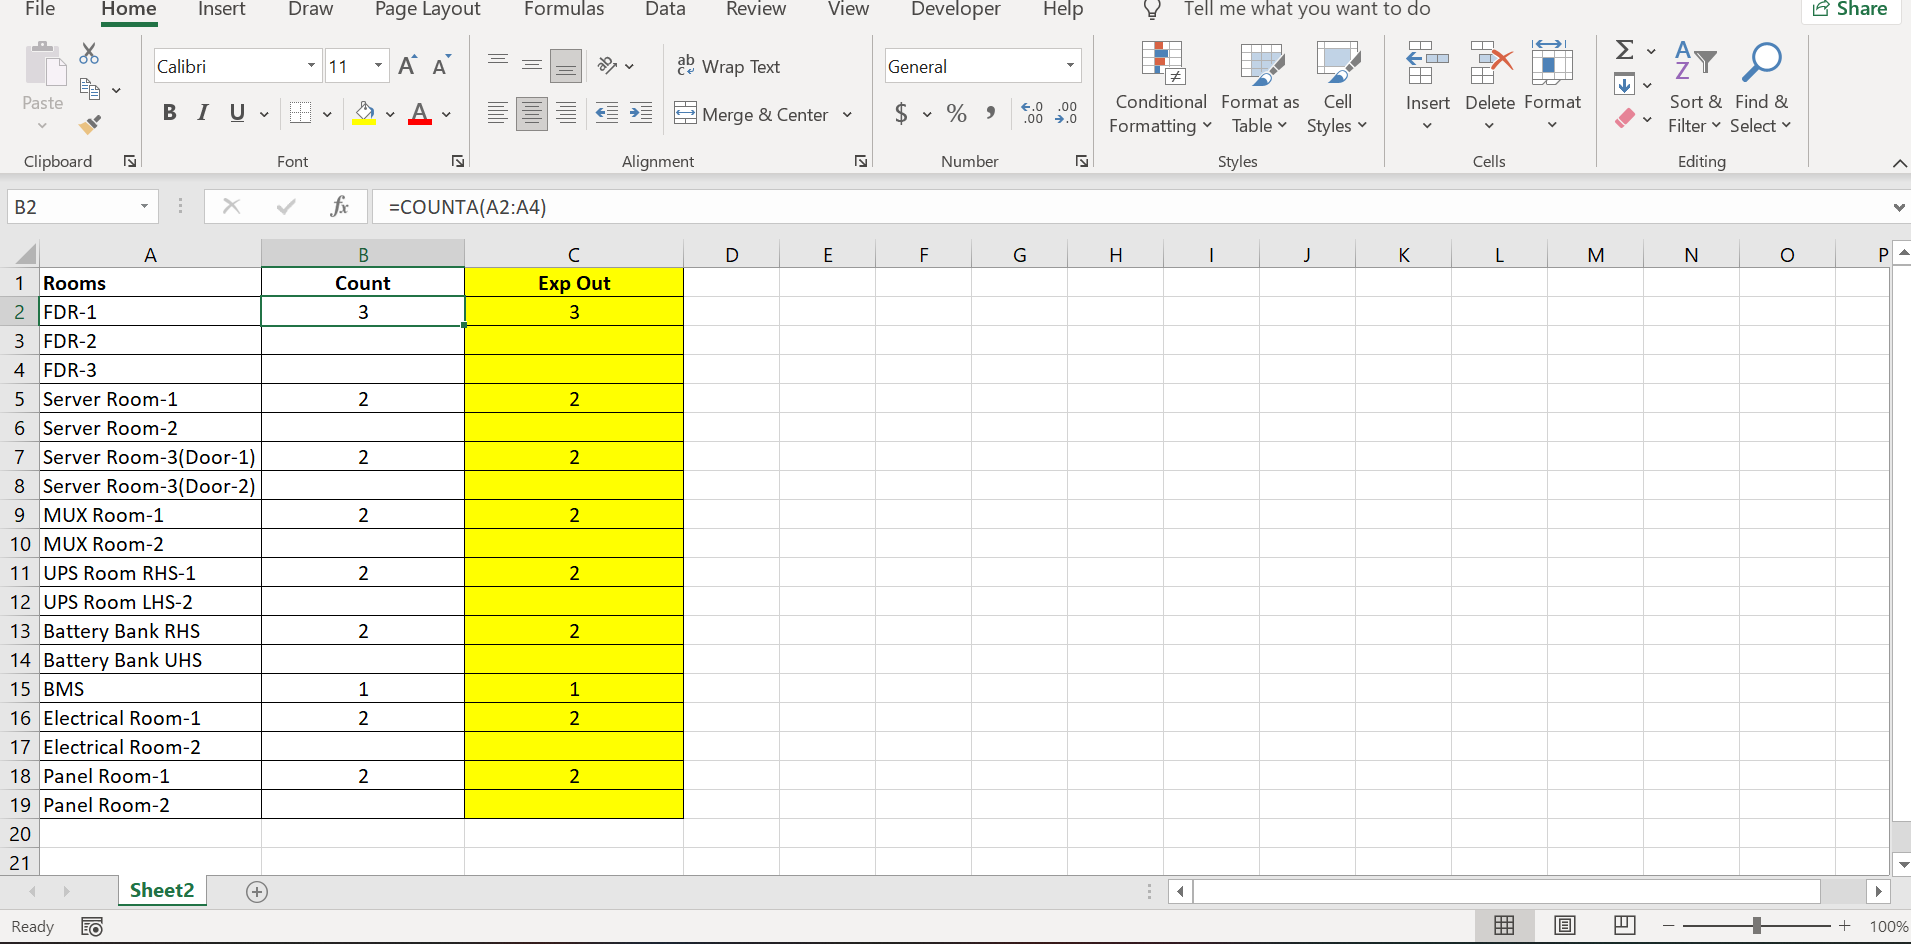 File Home Insert Draw Page Layout Formulas Data Review View Developer Help Tell me what you want to do Share
Paste
Clipboard
Calibri 11 A A
B I U A
Font
ab c Wrap Text
Merge & Center
Alignment
General
$ % , .0 .00 .00 .0
Number
Conditional Formatting
Format as Table
Cell Styles
Styles
Insert Delete Format
Cells
Σ A Z
Sort & Filter
Find & Select
Editing
B2 fx =COUNTA(A2:A4)
A B C D E F G H I J K L M N O P
1 Rooms Count Exp Out
2 FDR-1 3 3
3 FDR-2
4 FDR-3
5 Server Room-1 2 2
6 Server Room-2
7 Server Room-3(Door-1) 2 2
8 Server Room-3(Door-2)
9 MUX Room-1 2 2
10 MUX Room-2
11 UPS Room RHS-1 2 2
12 UPS Room LHS-2
13 Battery Bank RHS 2 2
14 Battery Bank UHS
15 BMS 1 1
16 Electrical Room-1 2 2
17 Electrical Room-2
18 Panel Room-1 2 2
19 Panel Room-2
20
21
Sheet2
Ready 100%